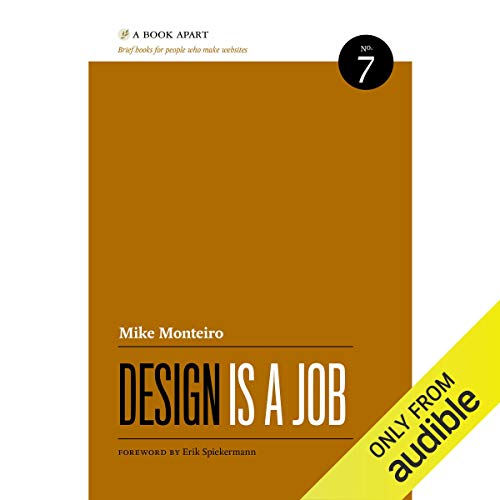 A BOOK APART
Brief books for people who make websites
No.
7
Mike Monteiro
DESIGN IS A JOB
FOREWORD BY Erik Spiekermann
ONLY FROM
audible